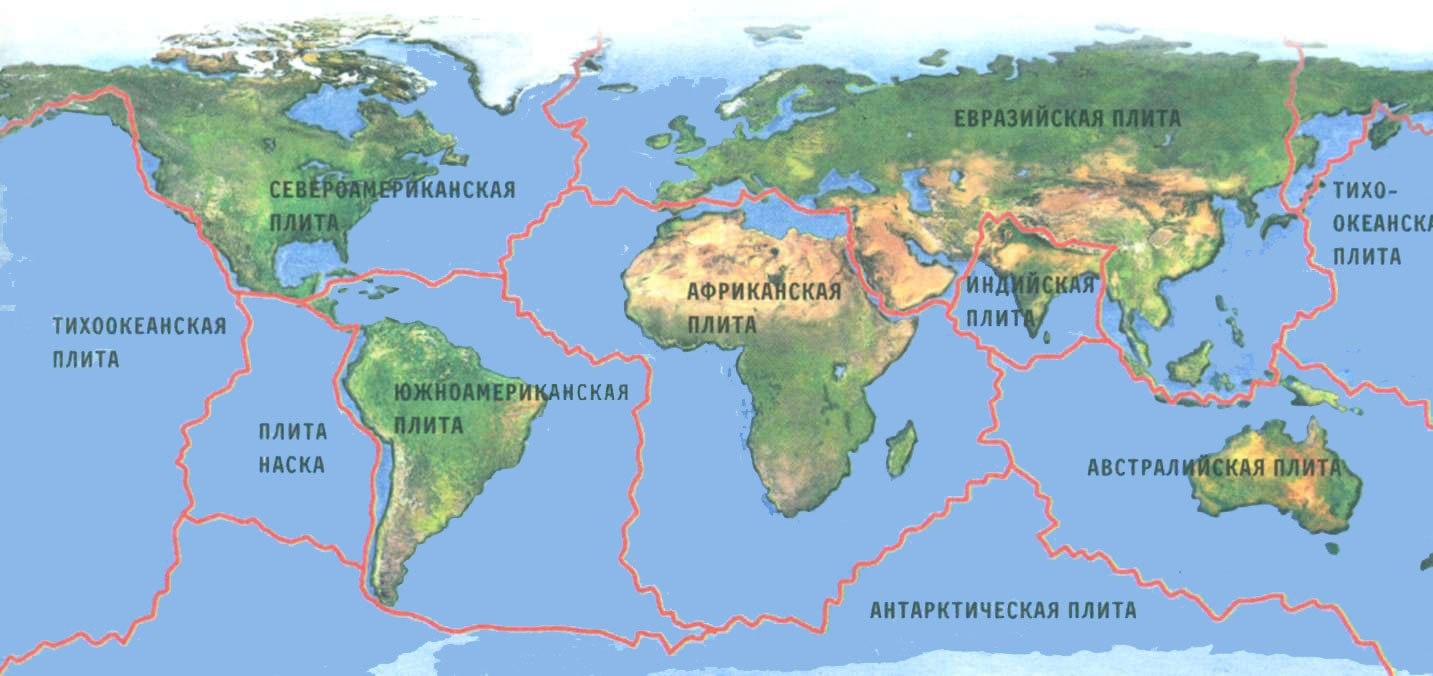 ЕВРАЗИЙСКАЯ ПЛИТА
СЕВЕРОАМЕРИКАНСКАЯ
ПЛИТА
ТИХО-
ОКЕАНСКА
ПЛИТА
АФРИКАНСКАЯ
ПЛИТА
ИНДИЙСКАЯ
ПЛИТА
ТИХООКЕАНСКАЯ
ПЛИТА
ЮЖНОАМЕРИКАНСКАЯ
ПЛИТА
ПЛИТА
НАСКА
АВСТРАЛИЙСКАЯ ПЛИТА
АНТАРКТИЧЕСКАЯ ПЛИТА